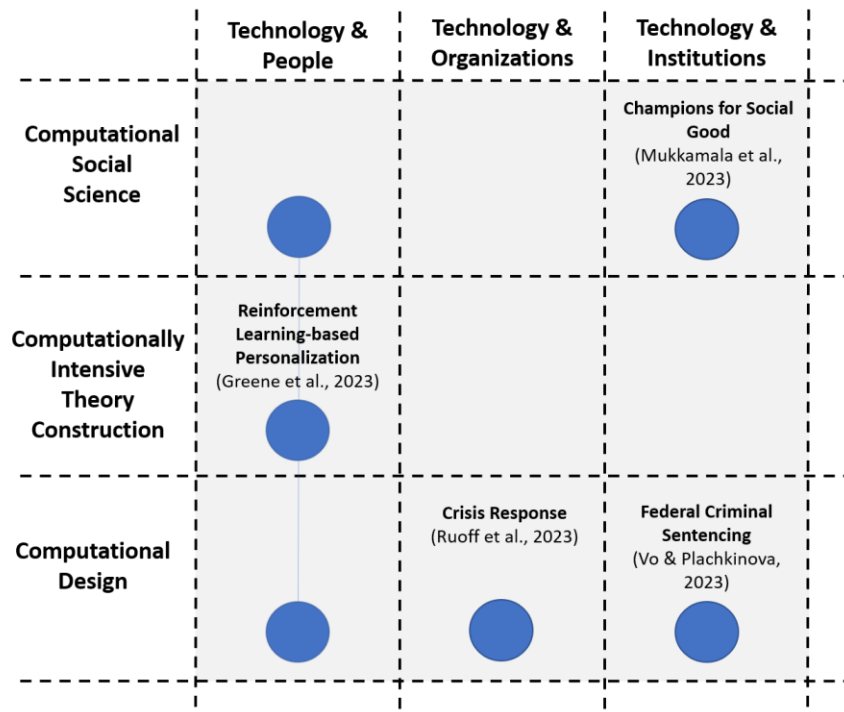 Technology &
People
Technology &
Organizations
Technology &
Institutions
Computational
Social
Science
Champions for Social
Good
(Mukkamala et al.,
2023)
Computationally
Intensive
Theory
Construction
Reinforcement
Learning-based
Personalization
(Greene et al., 2023)
Computational
Design
Crisis Response
(Ruoff et al., 2023)
Federal Criminal
Sentencing
(Vo & Plachkinova,
2023)